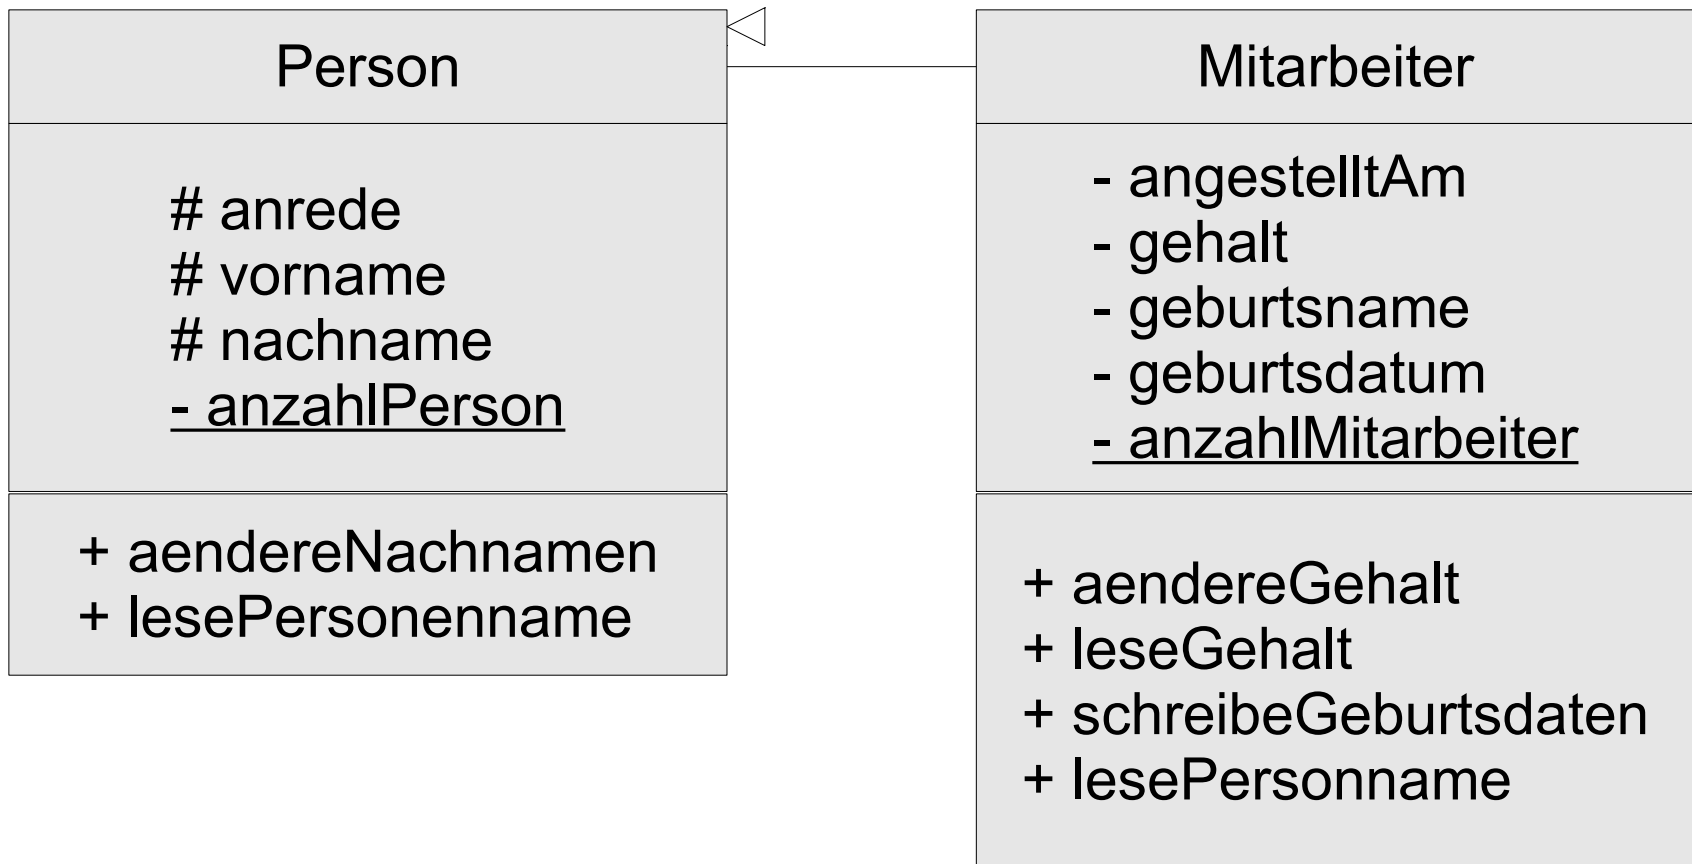 Person
# anrede
# vorname
# nachname
- anzahlPerson
+ aendereNachnamen
+ lesePersonenname
Mitarbeiter
- angestelltAm
- gehalt
- geburtsname
- geburtsdatum
- anzahlMitarbeiter
+ aendereGehalt
+ leseGehalt
+ schreibeGeburtsdaten
+ lesePersonname